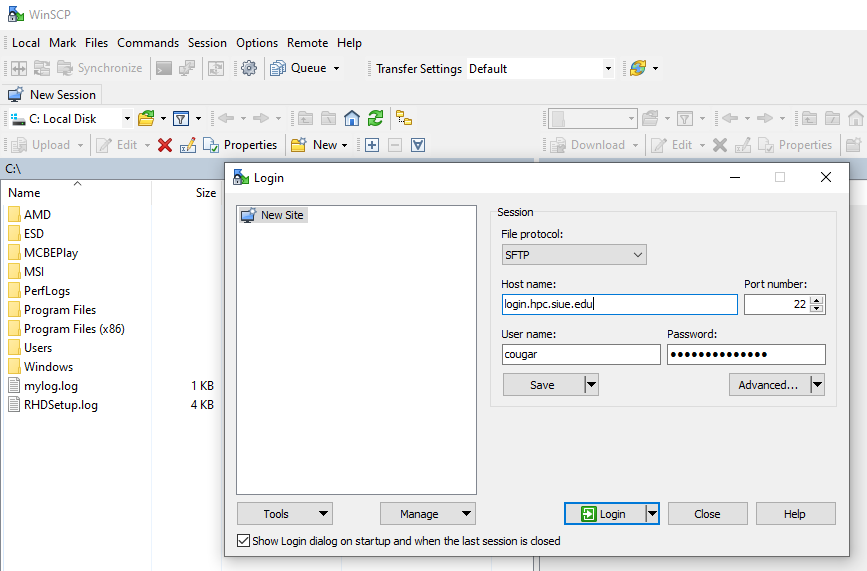 WinSCP
Local Mark Files Commands Session Options Remote Help
Synchronize Queue Transfer Settings Default
New Session
C: Local Disk
Upload Edit Properties New Download Edit Properties
C:\
Name Size
AMD
ESD
MCBEPlay
MSI
PerfLogs
Program Files
Program Files (x86)
Users
Windows
mylog.log 1 KB
RHDSetup.log 4 KB
Login
New Site
Session
File protocol:
SFTP
Host name: Port number:
login.hpc.siue.edu 22
User name: Password:
cougar ••••••••••••••
Save Advanced...
Tools Manage Login Close Help
Show Login dialog on startup and when the last session is closed